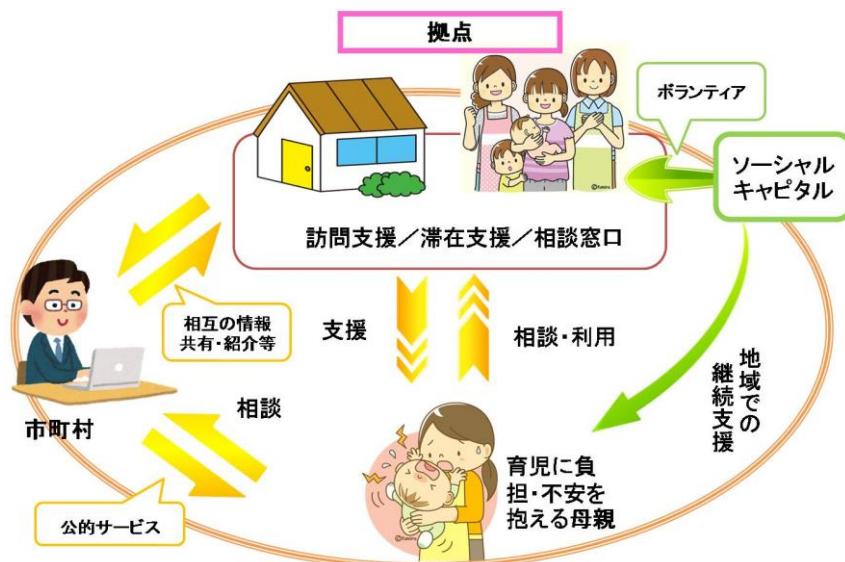 拠点
ボランティア
ソーシャル
キャピタル
訪問支援／滞在支援／相談窓口
相互の情報
共有・紹介等
支援
相談・利用
市町村
相談
地域での
継続支援
公的サービス
育児に負
担・不安を
抱える母親